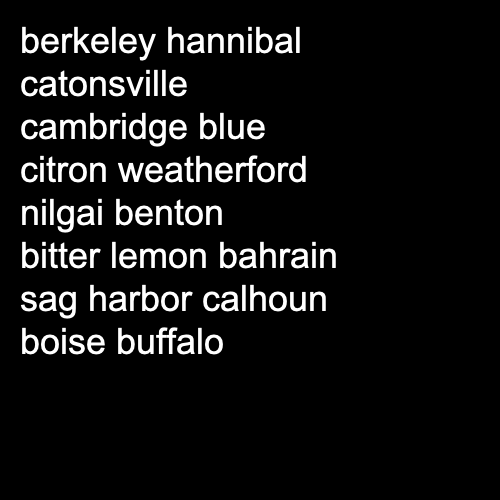 berkeley hannibal
catonsville
cambridge blue
citron weatherford
nilgai benton
bitter lemon bahrain
sag harbor calhoun
boise buffalo